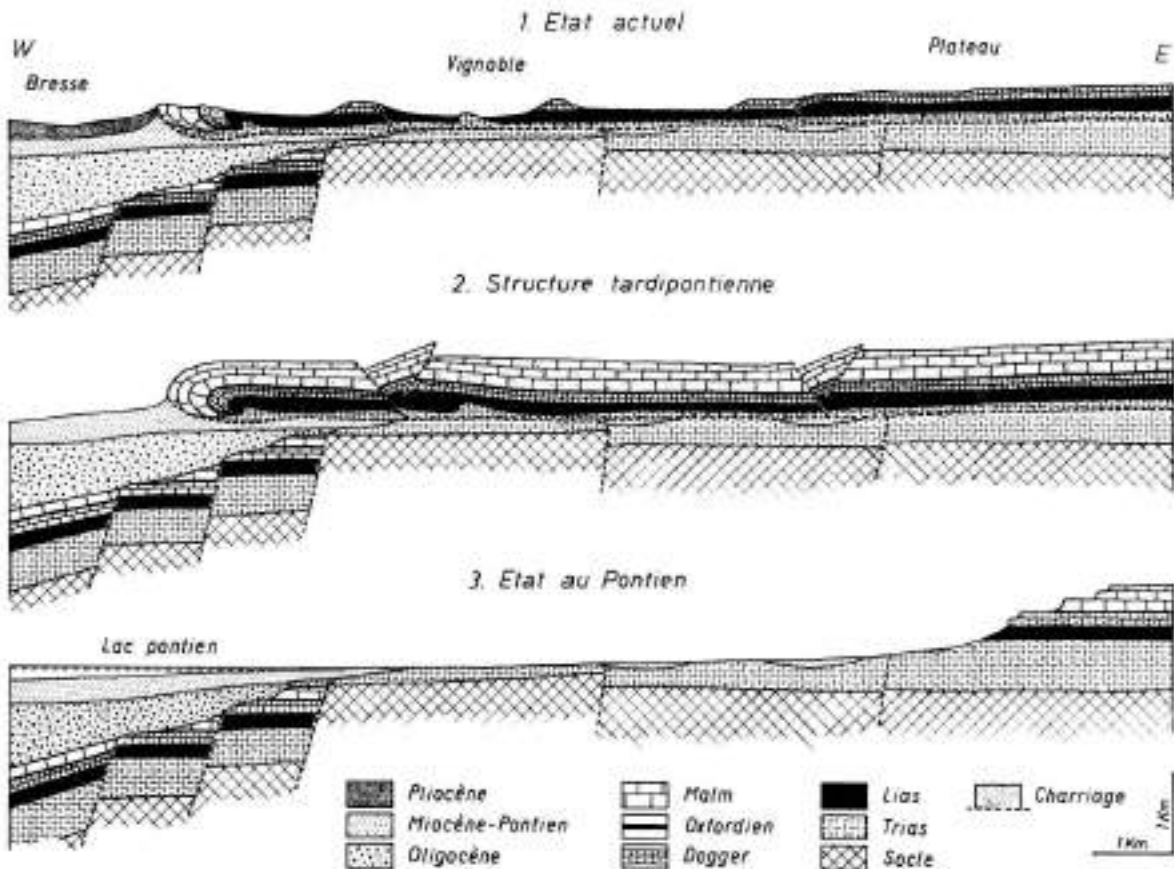 1. Etat actuel
W
Bresse
Vignoble
Plateau
E
2. Structure tardipontienne
3. Etat au Pontien
Lac pontien
Pliocène
Miocène-Pontien
Oligocène
Malm
Oxfordien
Dogger
Lias
Trias
Socle
Charriage
1 Km.
1 Km.